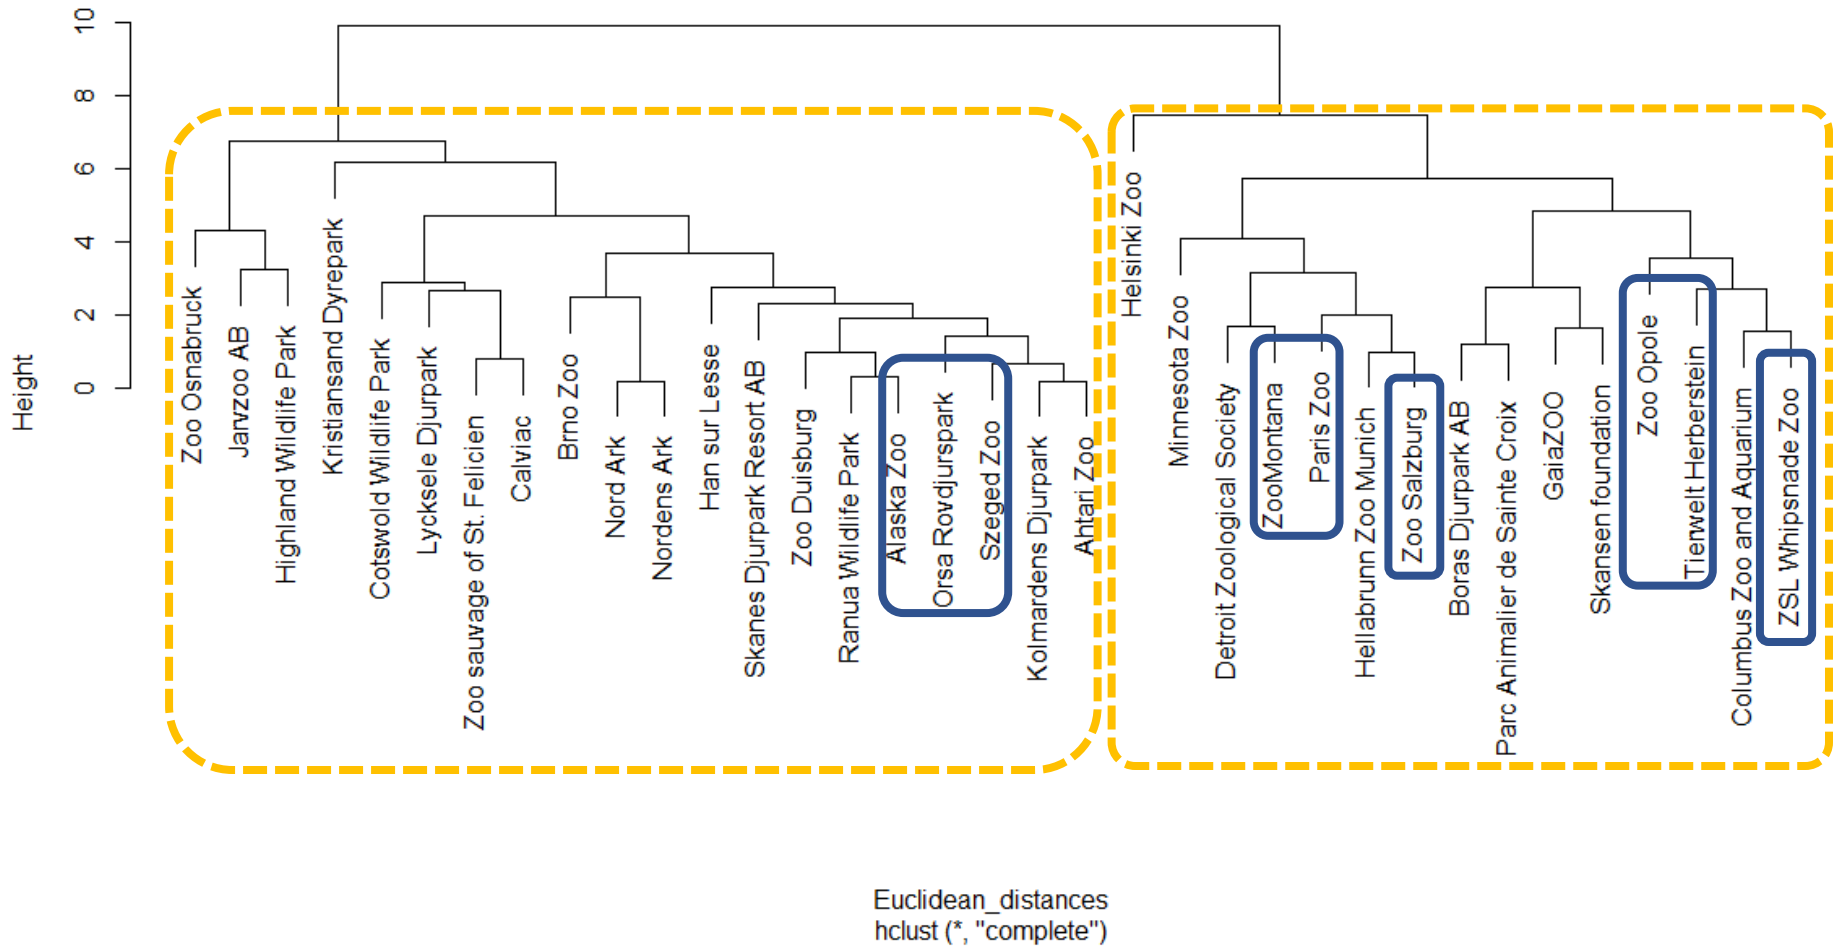 Height
10
8
6
4
2
0
Zoo Osnabruck
Jarvzoo AB
Highland Wildlife Park
Kristiansand Dyrepark
Cotswold Wildlife Park
Lycksele Djurpark
Zoo sauvage of St. Felicien
Calviac
Brno Zoo
Nord Ark
Nordens Ark
Han sur Lesse
Skanes Djurpark Resort AB
Zoo Duisburg
Ranua Wildlife Park
Alaska Zoo
Orsa Rovdjurspark
Szeged Zoo
Kolmardens Djurpark
Ahtari Zoo
Helsinki Zoo
Minnesota Zoo
Detroit Zoological Society
ZooMontana
Paris Zoo
Hellabrunn Zoo Munich
Zoo Salzburg
Boras Djurpark AB
Parc Animalier de Sainte Croix
GaiaZOO
Skansen foundation
Zoo Opole
Tierwelt Herberstein
Columbus Zoo and Aquarium
ZSL Whipsnade Zoo
Euclidean_distances
hclust (*, "complete")